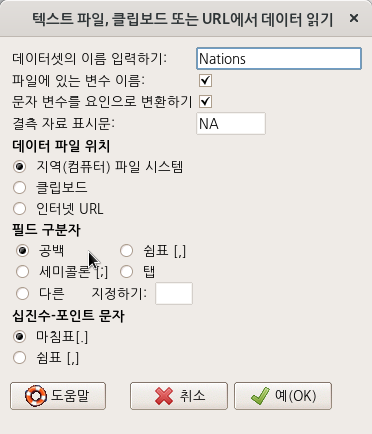 텍스트 파일, 클립보드 또는 URL에서 데이터 읽기
데이터셋의 이름 입력하기: Nations
파일에 있는 변수 이름:
문자 변수를 요인으로 변환하기
결측 자료 표시문: NA
데이터 파일 위치
지역(컴퓨터) 파일 시스템
클립보드
인터넷 URL
필드 구분자
공백 쉼표 [,]
세미콜론 [;] 탭
다른 지정하기:
십진수-포인트 문자
마침표[.]
쉼표 [,]
도움말 취소 예(OK)